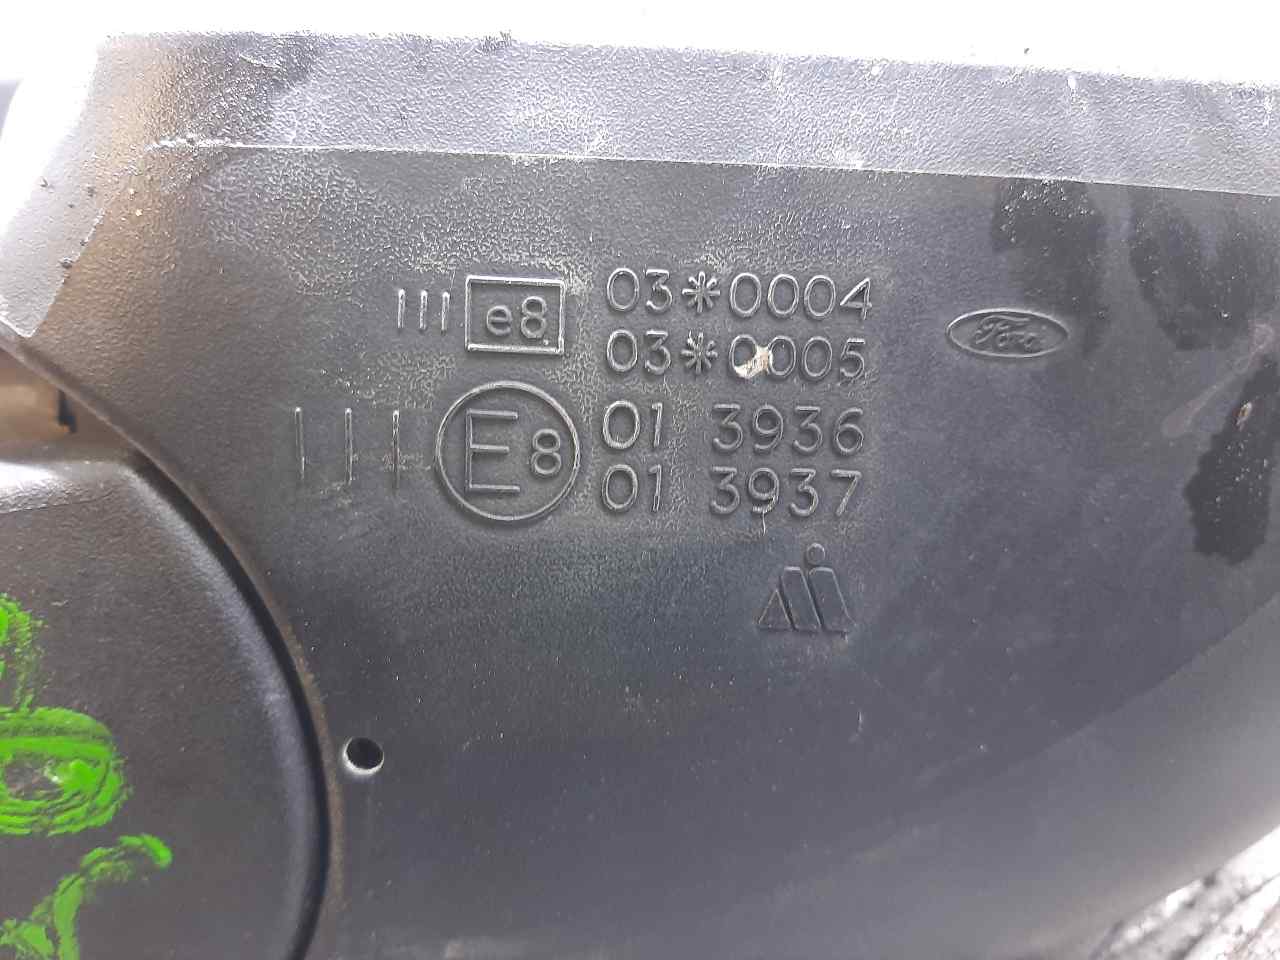 III e8 03*0004
03*0005
Ford
III E8 01 3936
01 3937